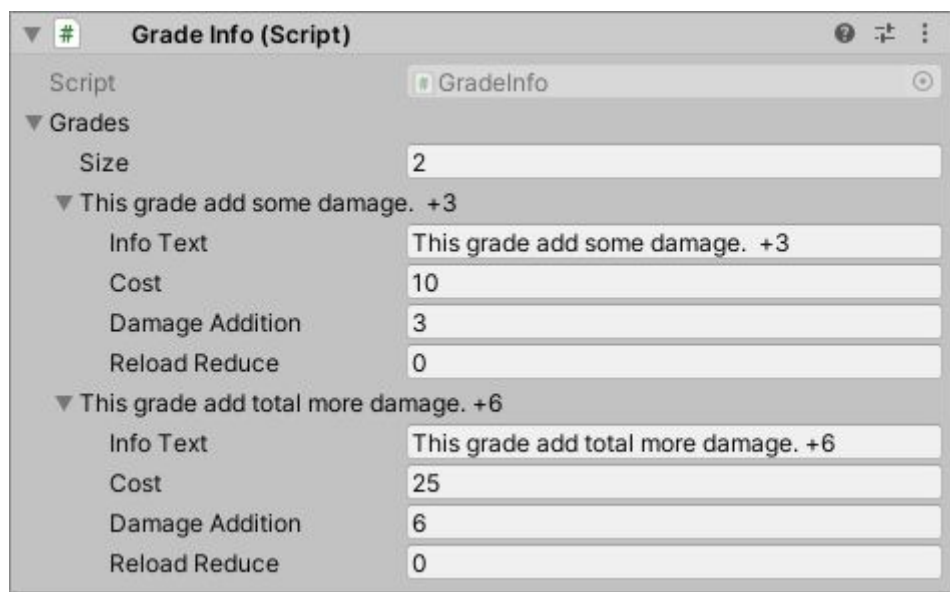 # Grade Info (Script)
Script # GradeInfo
Grades
Size 2
This grade add some damage.  +3
Info Text This grade add some damage.  +3
Cost 10
Damage Addition 3
Reload Reduce 0
This grade add total more damage. +6
Info Text This grade add total more damage. +6
Cost 25
Damage Addition 6
Reload Reduce 0